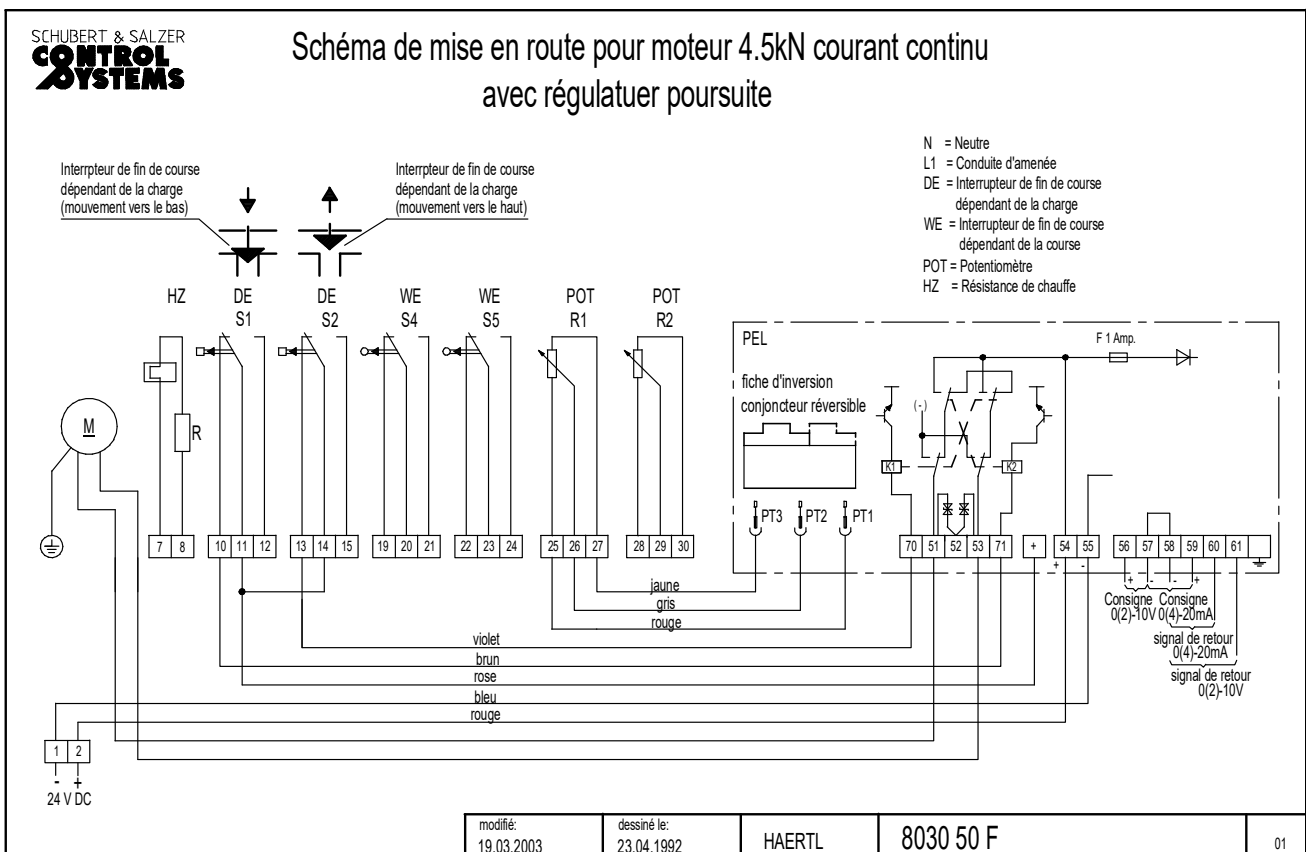 SCHUBERT & SALZER
CONTROL
SYSTEMS
Schéma de mise en route pour moteur 4.5kN courant continu
avec régulatuer poursuite
N = Neutre
L1 = Conduite d'amenée
DE = Interrupteur de fin de course
dépendant de la charge
WE = Interrupteur de fin de course
dépendant de la course
POT = Potentiomètre
HZ = Résistance de chauffe
Interrpteur de fin de course
dépendant de la charge
(mouvement vers le bas)
Interrpteur de fin de course
dépendant de la charge
(mouvement vers le haut)
HZ DE DE WE WE POT POT
S1 S2 S4 S5 R1 R2
PEL
F 1 Amp.
fiche d'inversion
conjoncteur réversible
(-)
M
R
K1 K2
PT3 PT2 PT1
7 8 10 11 12 13 14 15 19 20 21 22 23 24 25 26 27 28 29 30 70 51 52 53 71 + 54 55 56 57 58 59 60 61
+ -
+ - - +
jaune
gris
rouge
violet
brun
rose
bleu
rouge
Consigne Consigne
0(2)-10V 0(4)-20mA
signal de retour
0(4)-20mA
signal de retour
0(2)-10V
1 2
- +
24 V DC
modifié: dessiné le:
19.03.2003 23.04.1992 HAERTL 8030 50 F 01